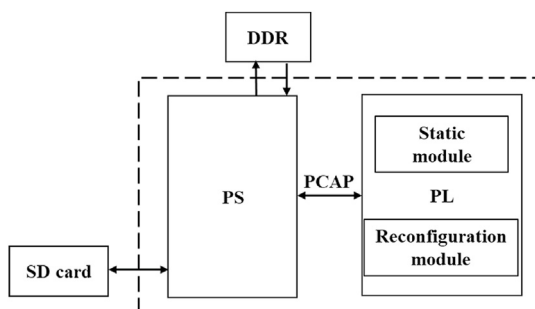 DDR
Static
module
PCAP
PS
PL
Reconfiguration
module
SD card